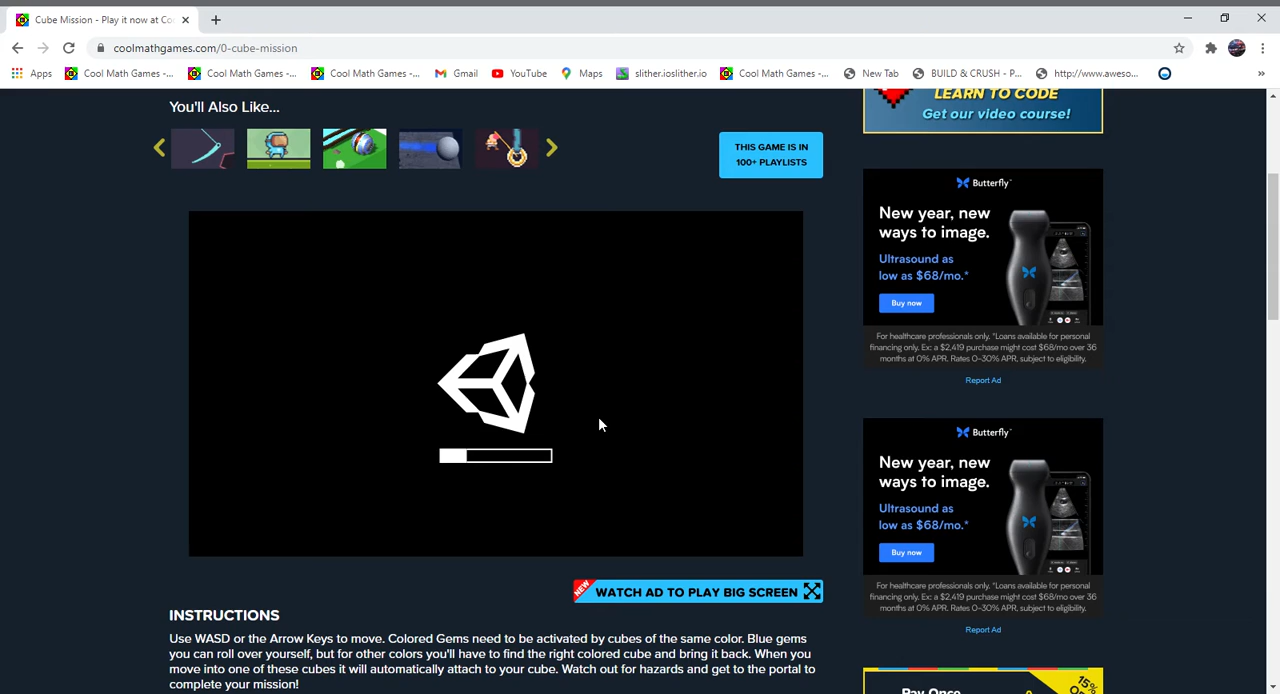 Cube Mission - Play it now at Co
coolmathgames.com/0-cube-mission
Apps
Cool Math Games -...
Cool Math Games -...
Cool Math Games -...
Gmail
YouTube
Maps
slither.ioslither.io
Cool Math Games -...
New Tab
BUILD & CRUSH - P...
http://www.aweso...
You'll Also Like...
THIS GAME IS IN
100+ PLAYLISTS
LEARN TO CODE
Get our video course!
Butterfly
New year, new
ways to image.
Ultrasound as
low as $68/mo.*
Buy now
For healthcare professionals only. *Loans available for personal
financing only. Ex: a $2,419 purchase might cost $68/mo over 36
months at 0% APR. Rates 0–30% APR, subject to eligibility.
Report Ad
Butterfly
New year, new
ways to image.
Ultrasound as
low as $68/mo.*
Buy now
For healthcare professionals only. *Loans available for personal
financing only. Ex: a $2,419 purchase might cost $68/mo over 36
months at 0% APR. Rates 0–30% APR, subject to eligibility.
Report Ad
NEW
WATCH AD TO PLAY BIG SCREEN
INSTRUCTIONS
Use WASD or the Arrow Keys to move. Colored Gems need to be activated by cubes of the same color. Blue gems
you can roll over yourself, but for other colors you'll have to find the right colored cube and bring it back. When you
move into one of these cubes it will automatically attach to your cube. Watch out for hazards and get to the portal to
complete your mission!
Pay Once
15%